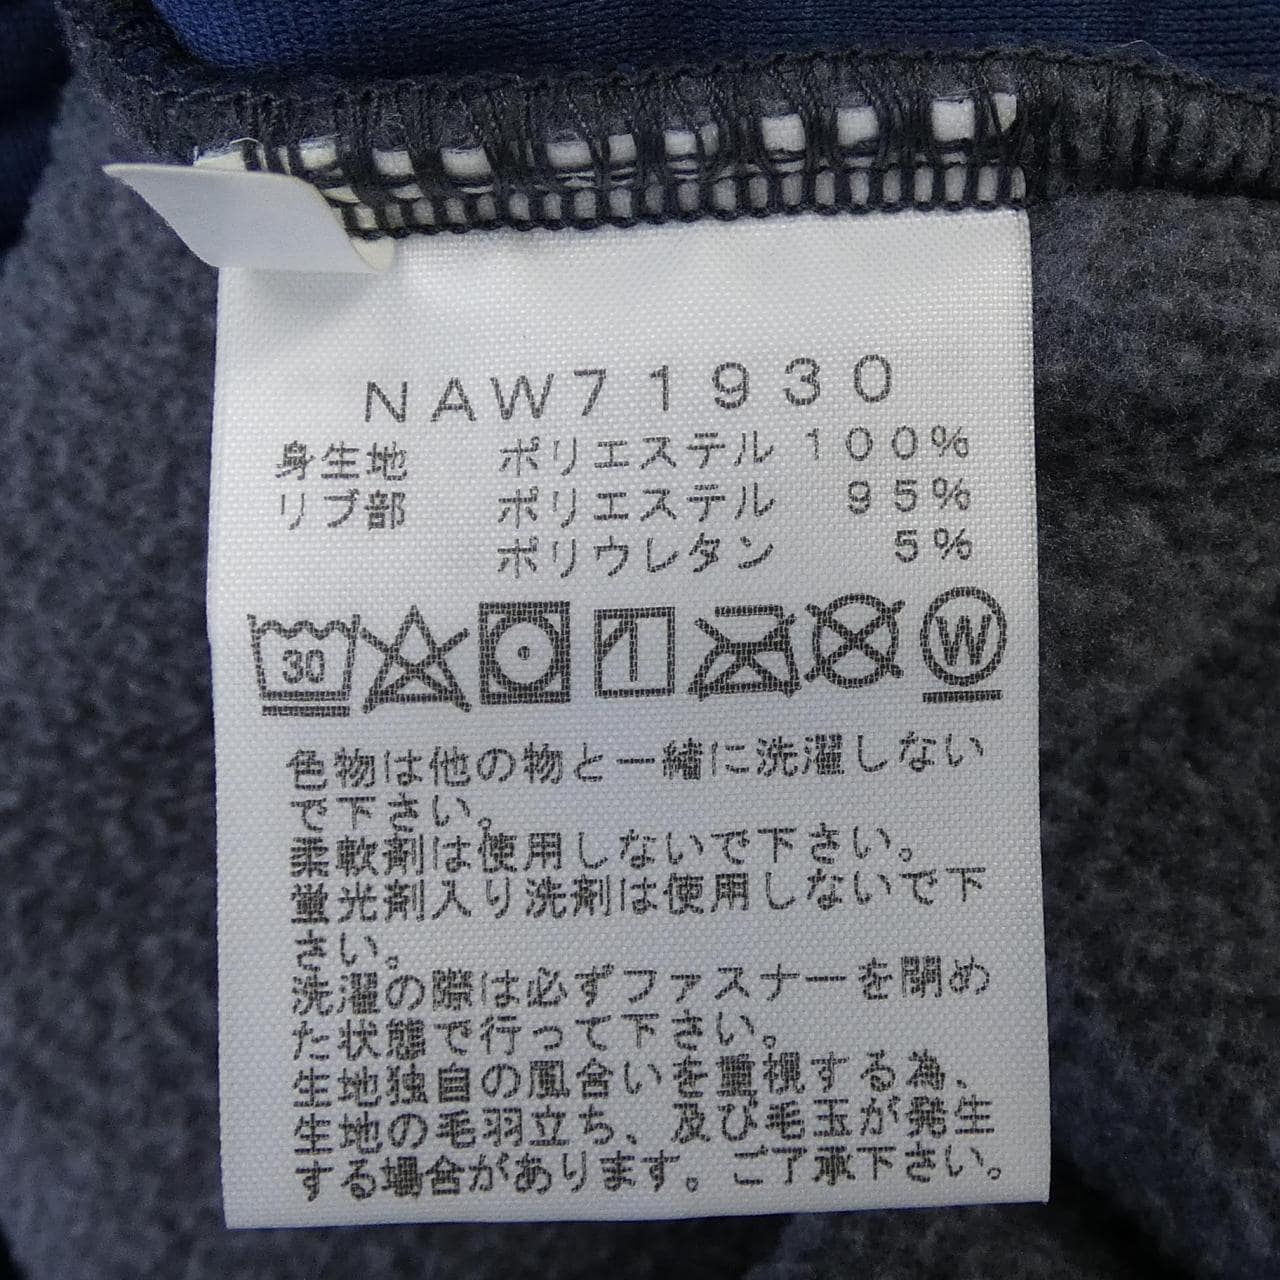 NAW71930
身生地 ポリエステル 100%
リブ部 ポリエステル 95%
ポリウレタン 5%
30 W
色物は他の物と一緒に洗濯しない
で下さい。
柔軟剤は使用しないで下さい。
蛍光剤入り洗剤は使用しないで下
さい。
洗濯の際は必ずファスナーを閉め
た状態で行って下さい。
生地独自の風合いを重視する為、
生地の毛羽立ち、及び毛玉が発生
する場合があります。ご了承下さい。